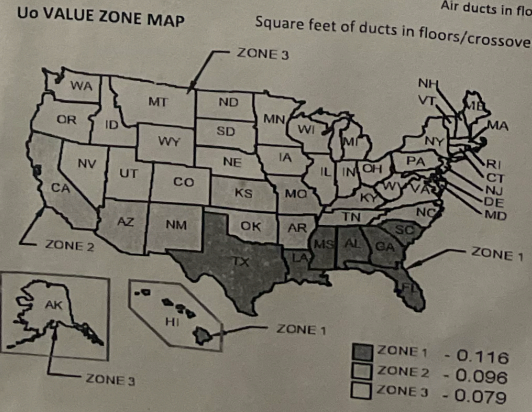 Air ducts in flo
Uo VALUE ZONE MAP
Square feet of ducts in floors/crossove
ZONE 3
WA
MT
ND
MN
OR
ID
SD
WI
MI
NH
VT
ME
MA
NY
WY
IA
NE
NV
UT
CO
IL
IN
OH
PA
RI
CT
NJ
DE
MD
CA
KS
MO
KY
WV
VA
AZ
NM
OK
AR
TN
NC
SC
ZONE 2
TX
LA
MS
AL
GA
FL
ZONE 1
AK
HI
ZONE 1
ZONE 3
ZONE 1 - 0.116
ZONE 2 - 0.096
ZONE 3 - 0.079